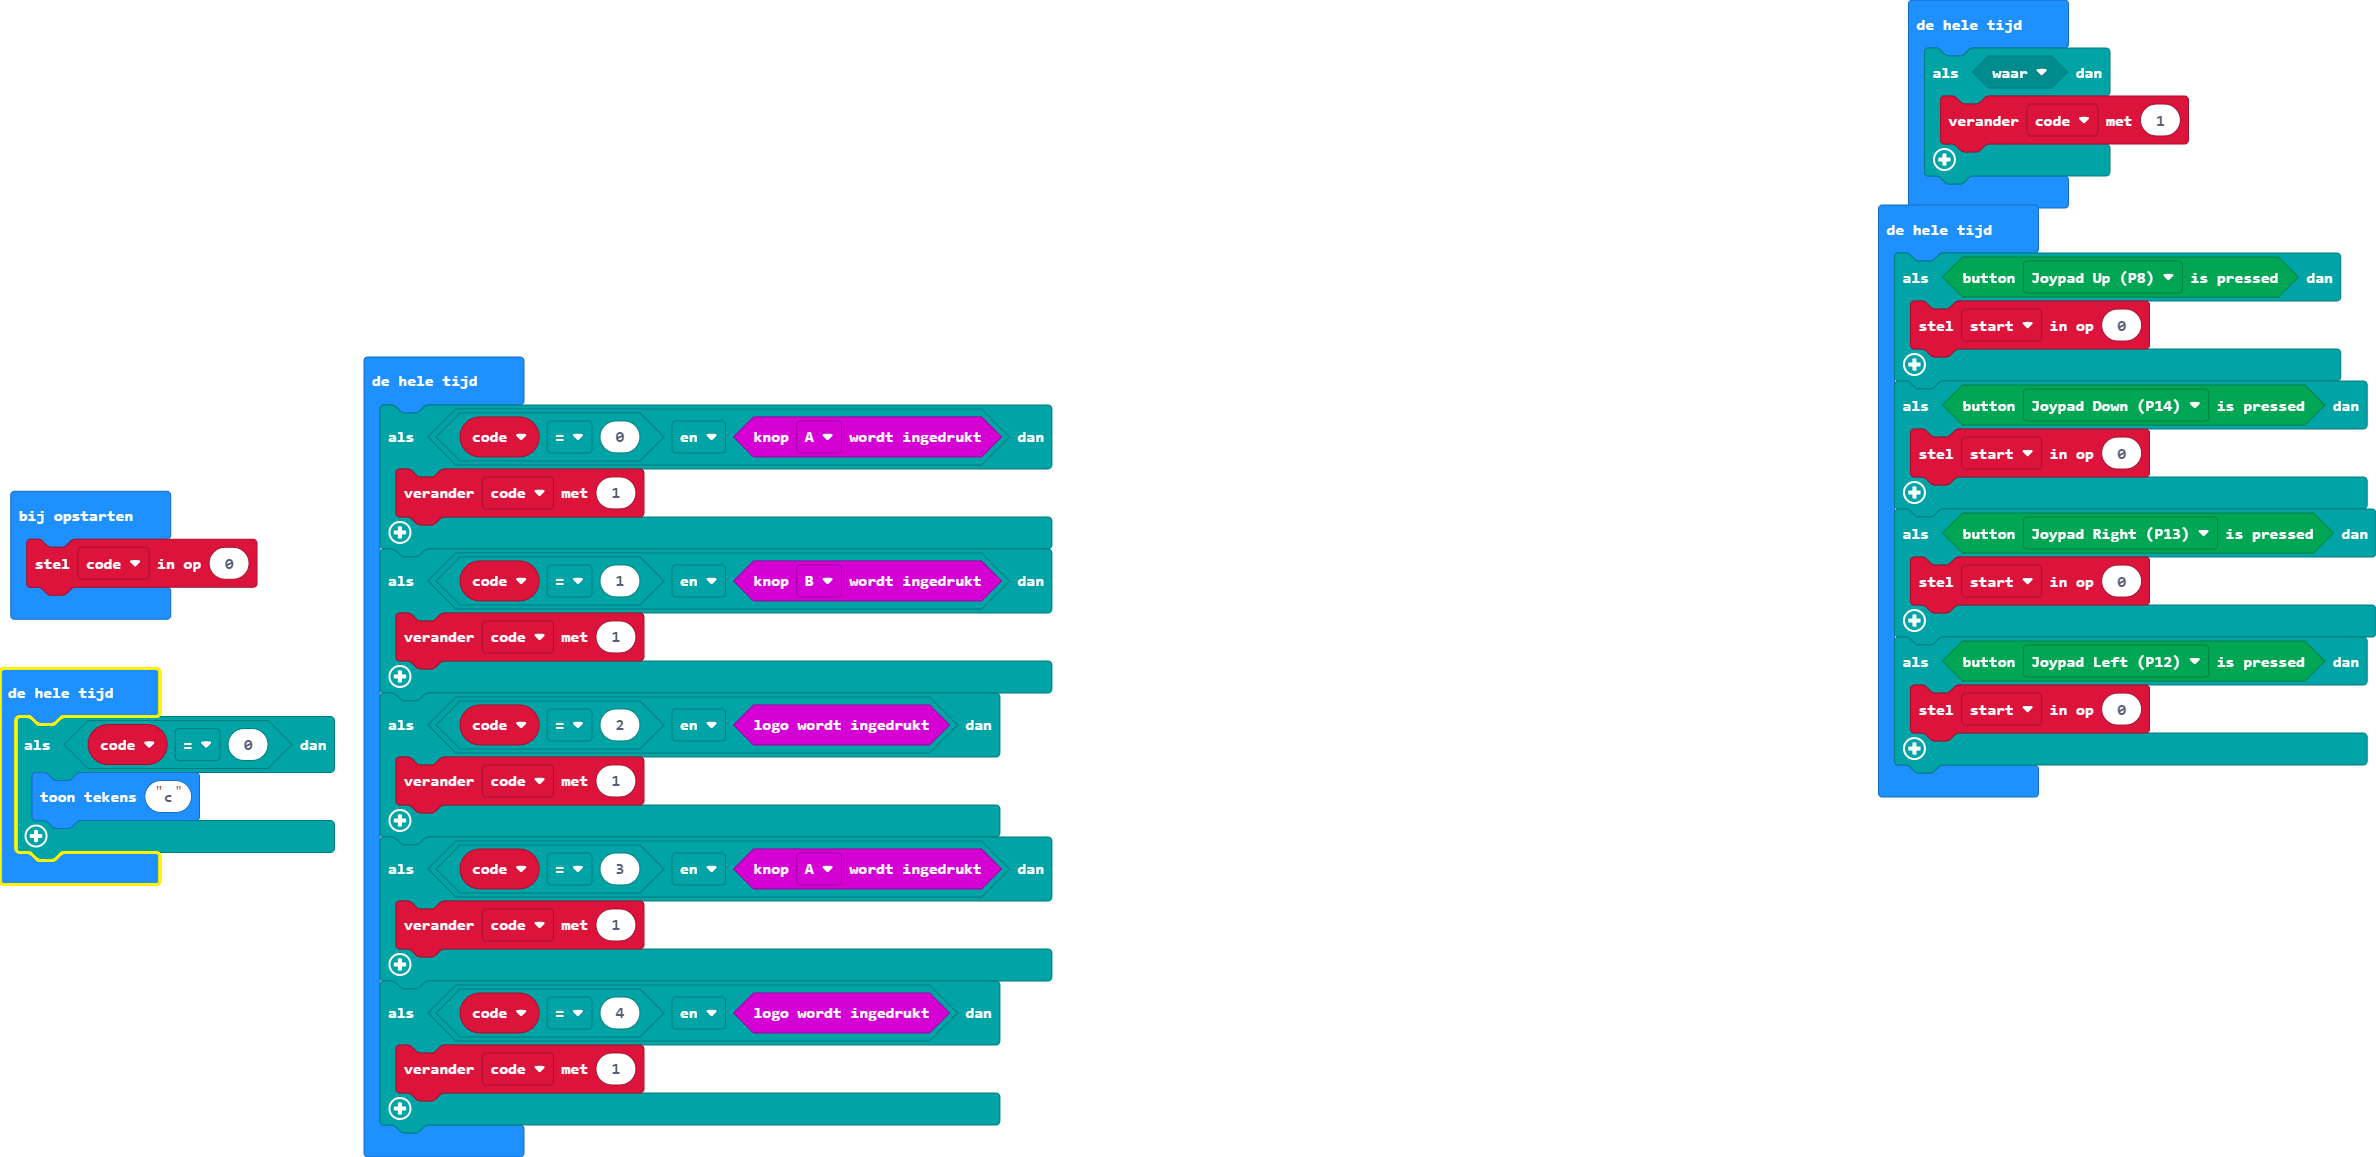 bij opstarten
stel code in op 0
de hele tijd
als code = 0 dan
toon tekens "c"
de hele tijd
als code = 0 en knop A wordt ingedrukt dan
verander code met 1
als code = 1 en knop B wordt ingedrukt dan
verander code met 1
als code = 2 en logo wordt ingedrukt dan
verander code met 1
als code = 3 en knop A wordt ingedrukt dan
verander code met 1
als code = 4 en logo wordt ingedrukt dan
verander code met 1
de hele tijd
als waar dan
verander code met 1
de hele tijd
als button Joypad Up (P8) is pressed dan
stel start in op 0
als button Joypad Down (P14) is pressed dan
stel start in op 0
als button Joypad Right (P13) is pressed dan
stel start in op 0
als button Joypad Left (P12) is pressed dan
stel start in op 0